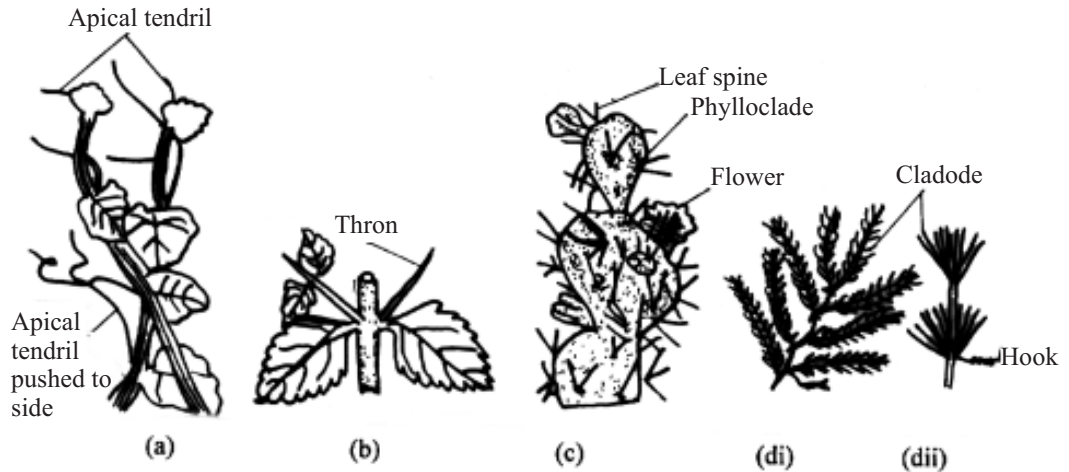 Apical tendril
Leaf spine
Phylloclade
Flower
Cladode
Thron
Apical
tendril
pushed to
side
Hook
(a)
(b)
(c)
(di)
(dii)